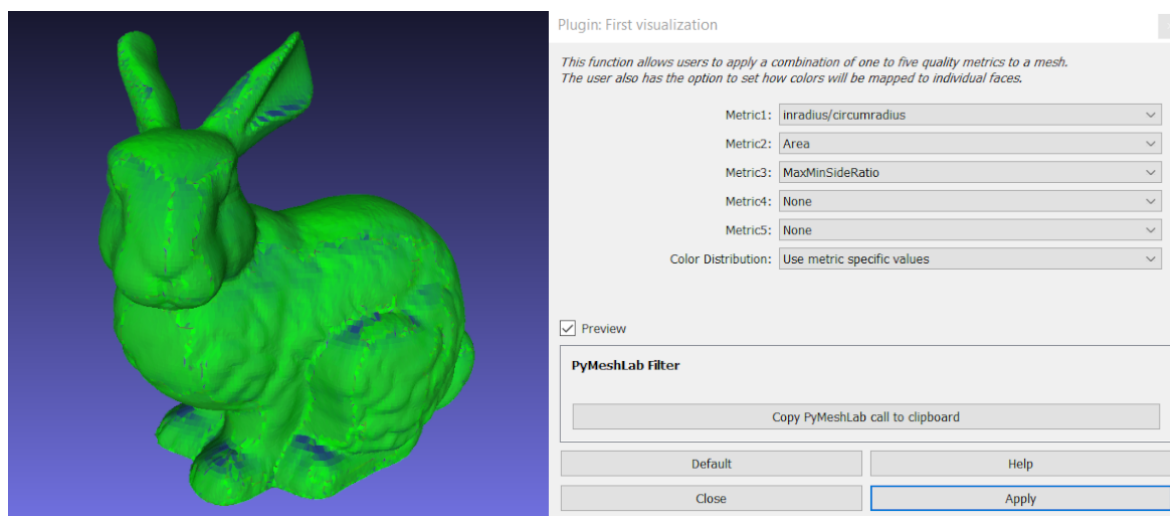 Plugin: First visualization
This function allows users to apply a combination of one to five quality metrics to a mesh.
The user also has the option to set how colors will be mapped to individual faces.
Metric1: inradius/circumradius
Metric2: Area
Metric3: MaxMinSideRatio
Metric4: None
Metric5: None
Color Distribution: Use metric specific values
Preview
PyMeshLab Filter
Copy PyMeshLab call to clipboard
Default Help
Close Apply